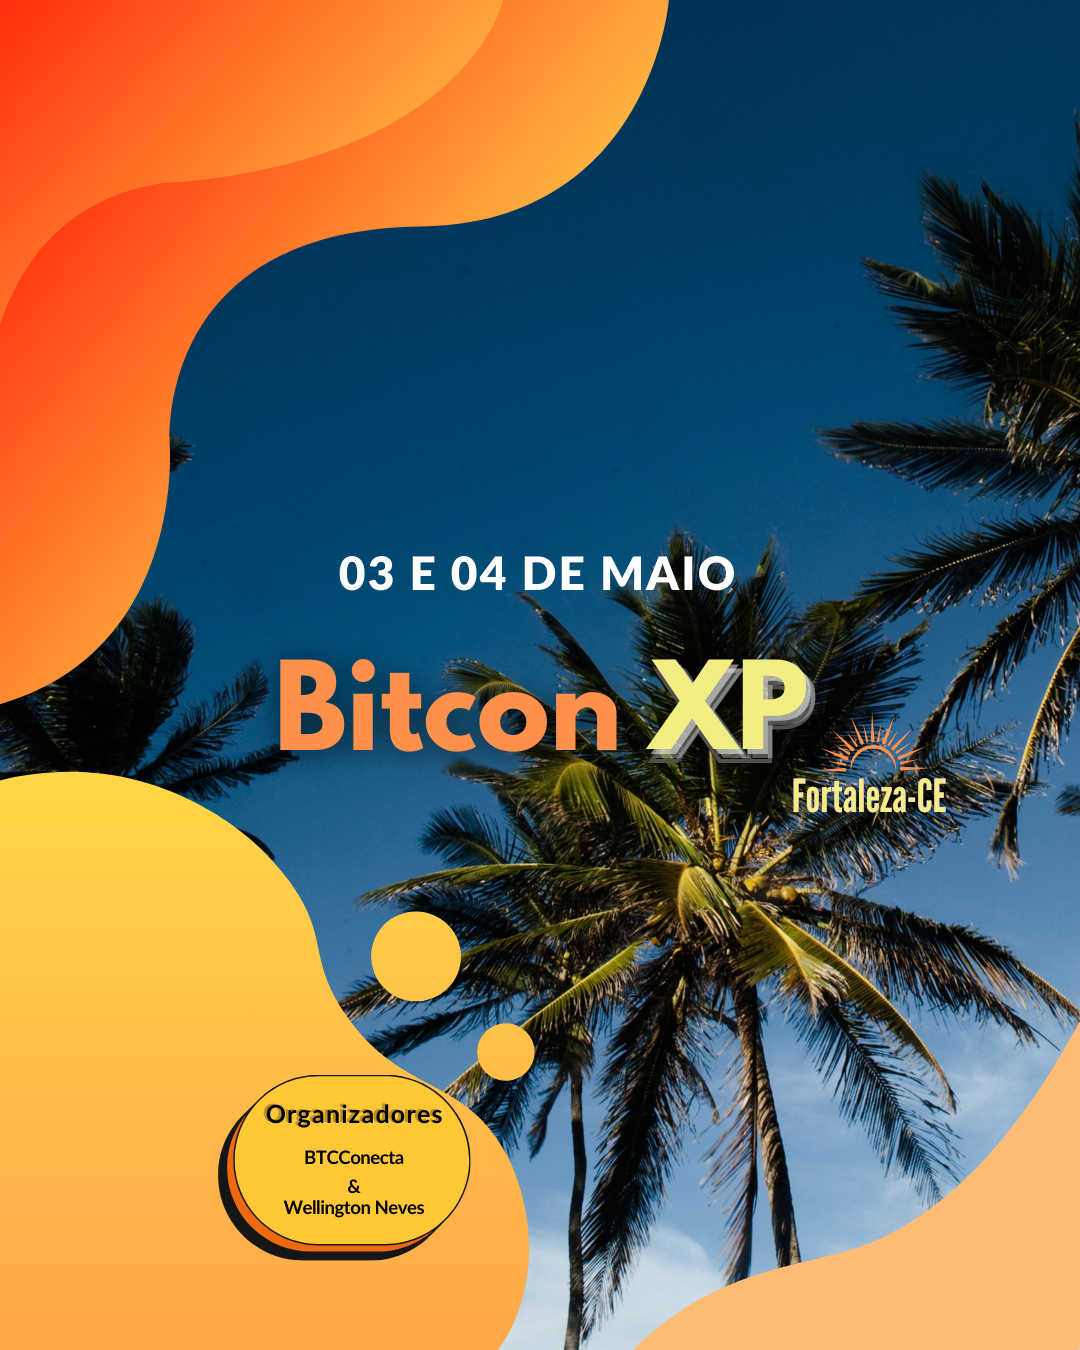 03 E 04 DE MAIO
Bitcon XP
Fortaleza-CE
Organizadores
BTCConecta
&
Wellington Neves